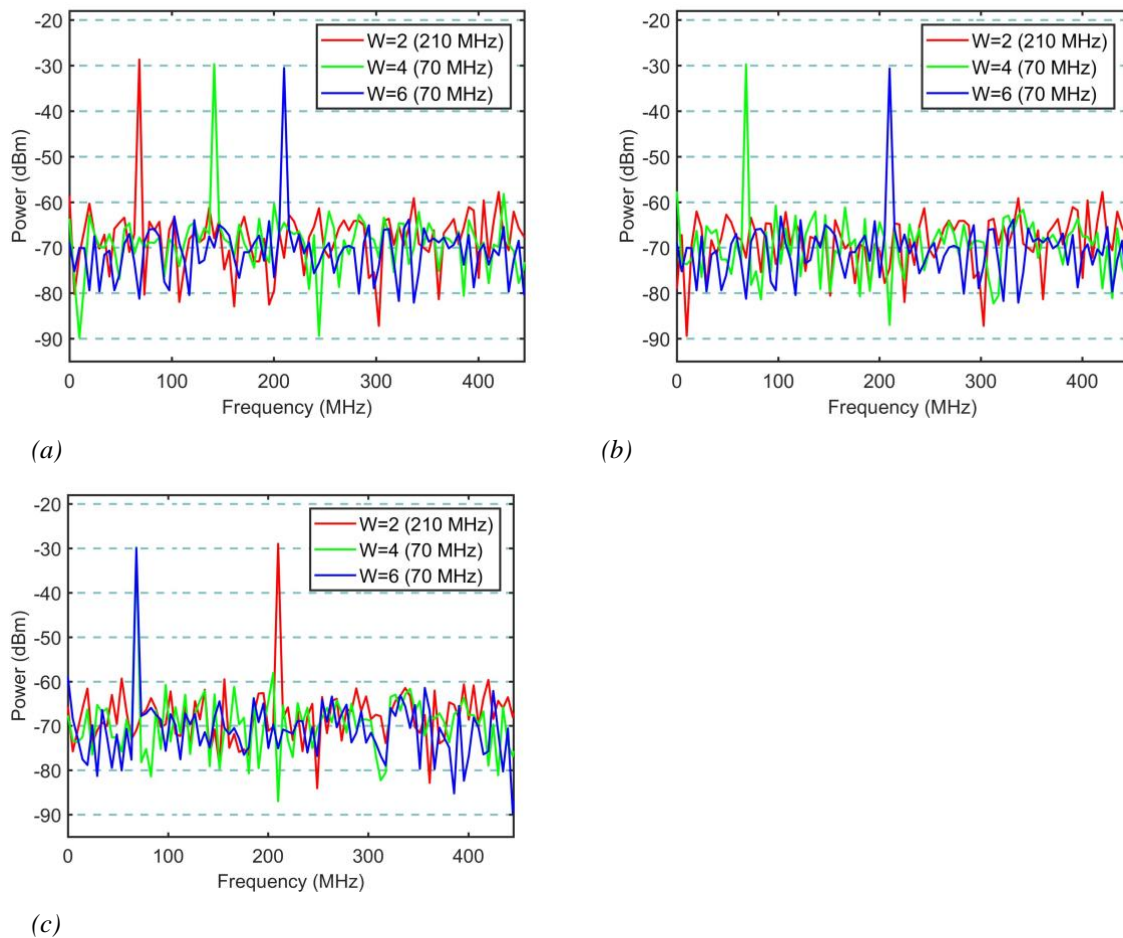 -20
-30
-40
-50
-60
-70
-80
-90
Power (dBm)
W=2 (210 MHz)
W=4 (70 MHz)
W=6 (70 MHz)
0 100 200 300 400
Frequency (MHz)
(a)
-20
-30
-40
-50
-60
-70
-80
-90
Power (dBm)
W=2 (210 MHz)
W=4 (70 MHz)
W=6 (70 MHz)
0 100 200 300 400
Frequency (MHz)
(b)
-20
-30
-40
-50
-60
-70
-80
-90
Power (dBm)
W=2 (210 MHz)
W=4 (70 MHz)
W=6 (70 MHz)
0 100 200 300 400
Frequency (MHz)
(c)